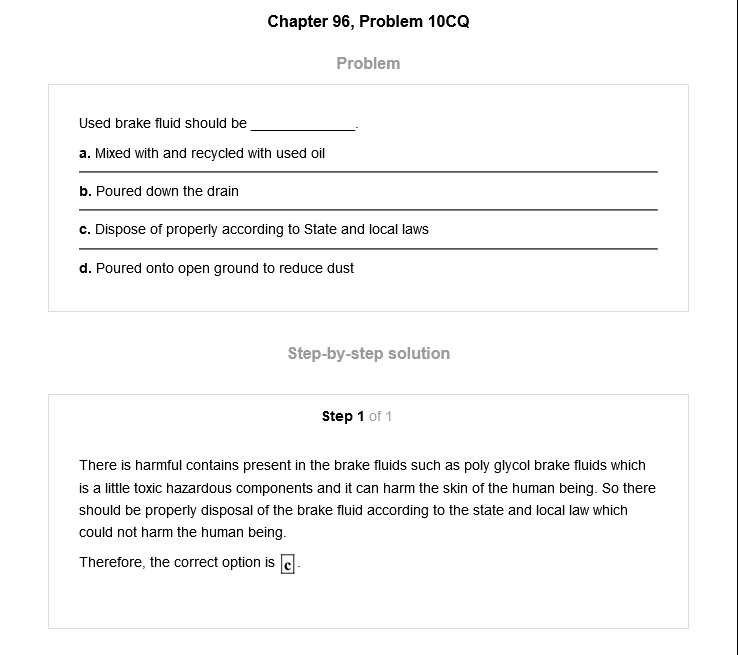 Chapter 96, Problem 10CQ
Problem
Used brake fluid should be ______________.
a. Mixed with and recycled with used oil
b. Poured down the drain
c. Dispose of properly according to State and local laws
d. Poured onto open ground to reduce dust
Step-by-step solution
Step 1 of 1
There is harmful contains present in the brake fluids such as poly glycol brake fluids which
is a little toxic hazardous components and it can harm the skin of the human being. So there
should be properly disposal of the brake fluid according to the state and local law which
could not harm the human being.
Therefore, the correct option is c.